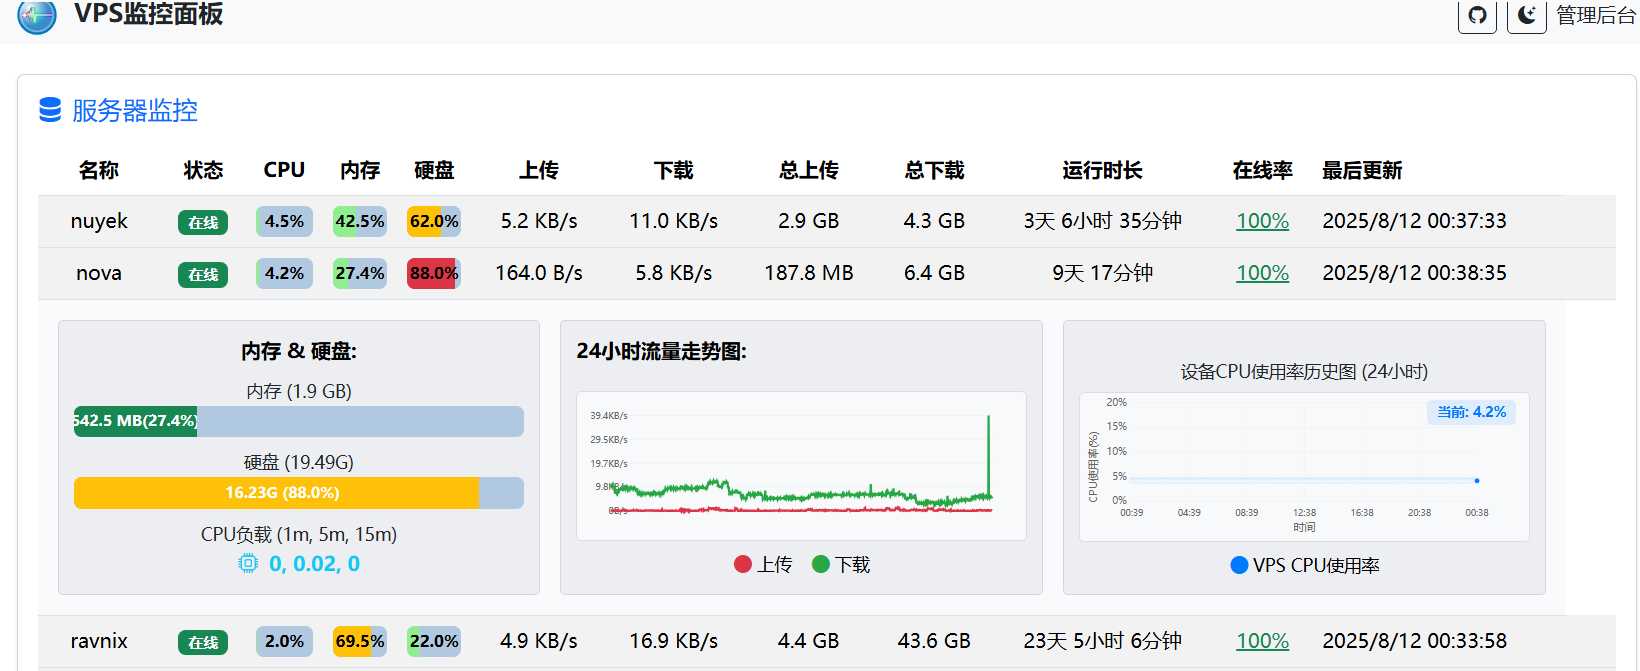 VPS监控面板
管理后台
服务器监控
名称 状态 CPU 内存 硬盘 上传 下载 总上传 总下载 运行时长 在线率 最后更新
nuyek 在线 4.5% 42.5% 62.0% 5.2 KB/s 11.0 KB/s 2.9 GB 4.3 GB 3天 6小时 35分钟 100% 2025/8/12 00:37:33
nova 在线 4.2% 27.4% 88.0% 164.0 B/s 5.8 KB/s 187.8 MB 6.4 GB 9天 17分钟 100% 2025/8/12 00:38:35
内存 & 硬盘:
内存 (1.9 GB)
542.5 MB(27.4%)
硬盘 (19.49G)
16.23G (88.0%)
CPU负载 (1m, 5m, 15m)
0, 0.02, 0
24小时流量走势图:
39.4KB/s
29.5KB/s
19.7KB/s
9.8KB/s
0B/s
上传 下载
设备CPU使用率历史图 (24小时)
当前: 4.2%
CPU使用率(%)
20%
15%
10%
5%
0%
00:39 04:39 08:39 12:38 16:38 20:38 00:38
时间
VPS CPU使用率
ravnix 在线 2.0% 69.5% 22.0% 4.9 KB/s 16.9 KB/s 4.4 GB 43.6 GB 23天 5小时 6分钟 100% 2025/8/12 00:33:58